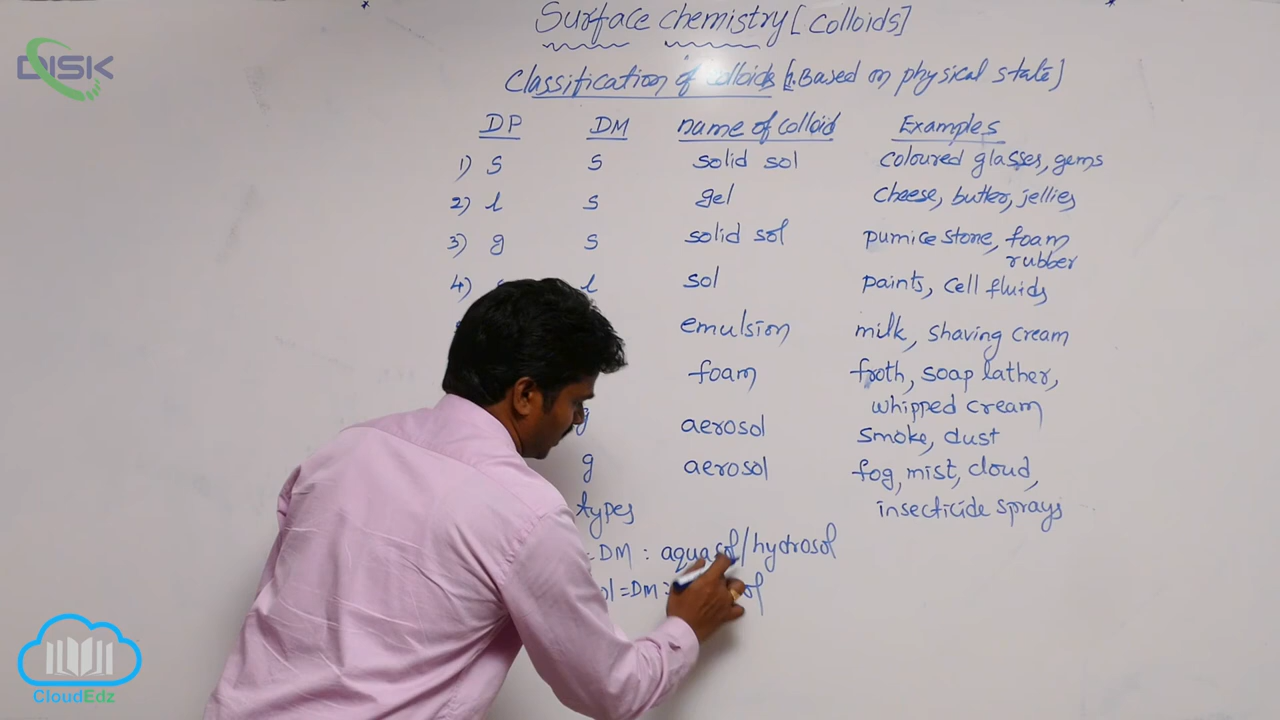 Surface chemistry [colloids]
DISK
Classification of colloids [1. Based on physical state]
DP DM name of colloid Examples
1) s s solid sol coloured glasses, gems
2) l s gel cheese, butter, jellies
3) g s solid sol pumice stone, foam
rubber
4) l sol paints, cell fluids
emulsion milk, shaving cream
foam froth, soap lather,
whipped cream
g aerosol smoke, dust
g aerosol fog, mist, cloud,
insecticide sprays
types
=DM : aquasol/hydrosol
ol =DM :
CloudEdz